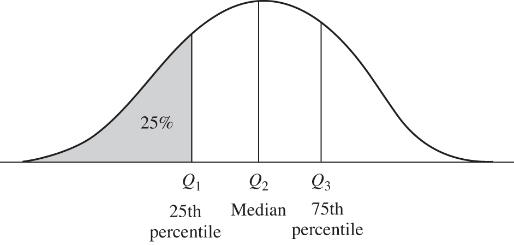 25%
Q1 Q2 Q3
25th Median 75th
percentile percentile